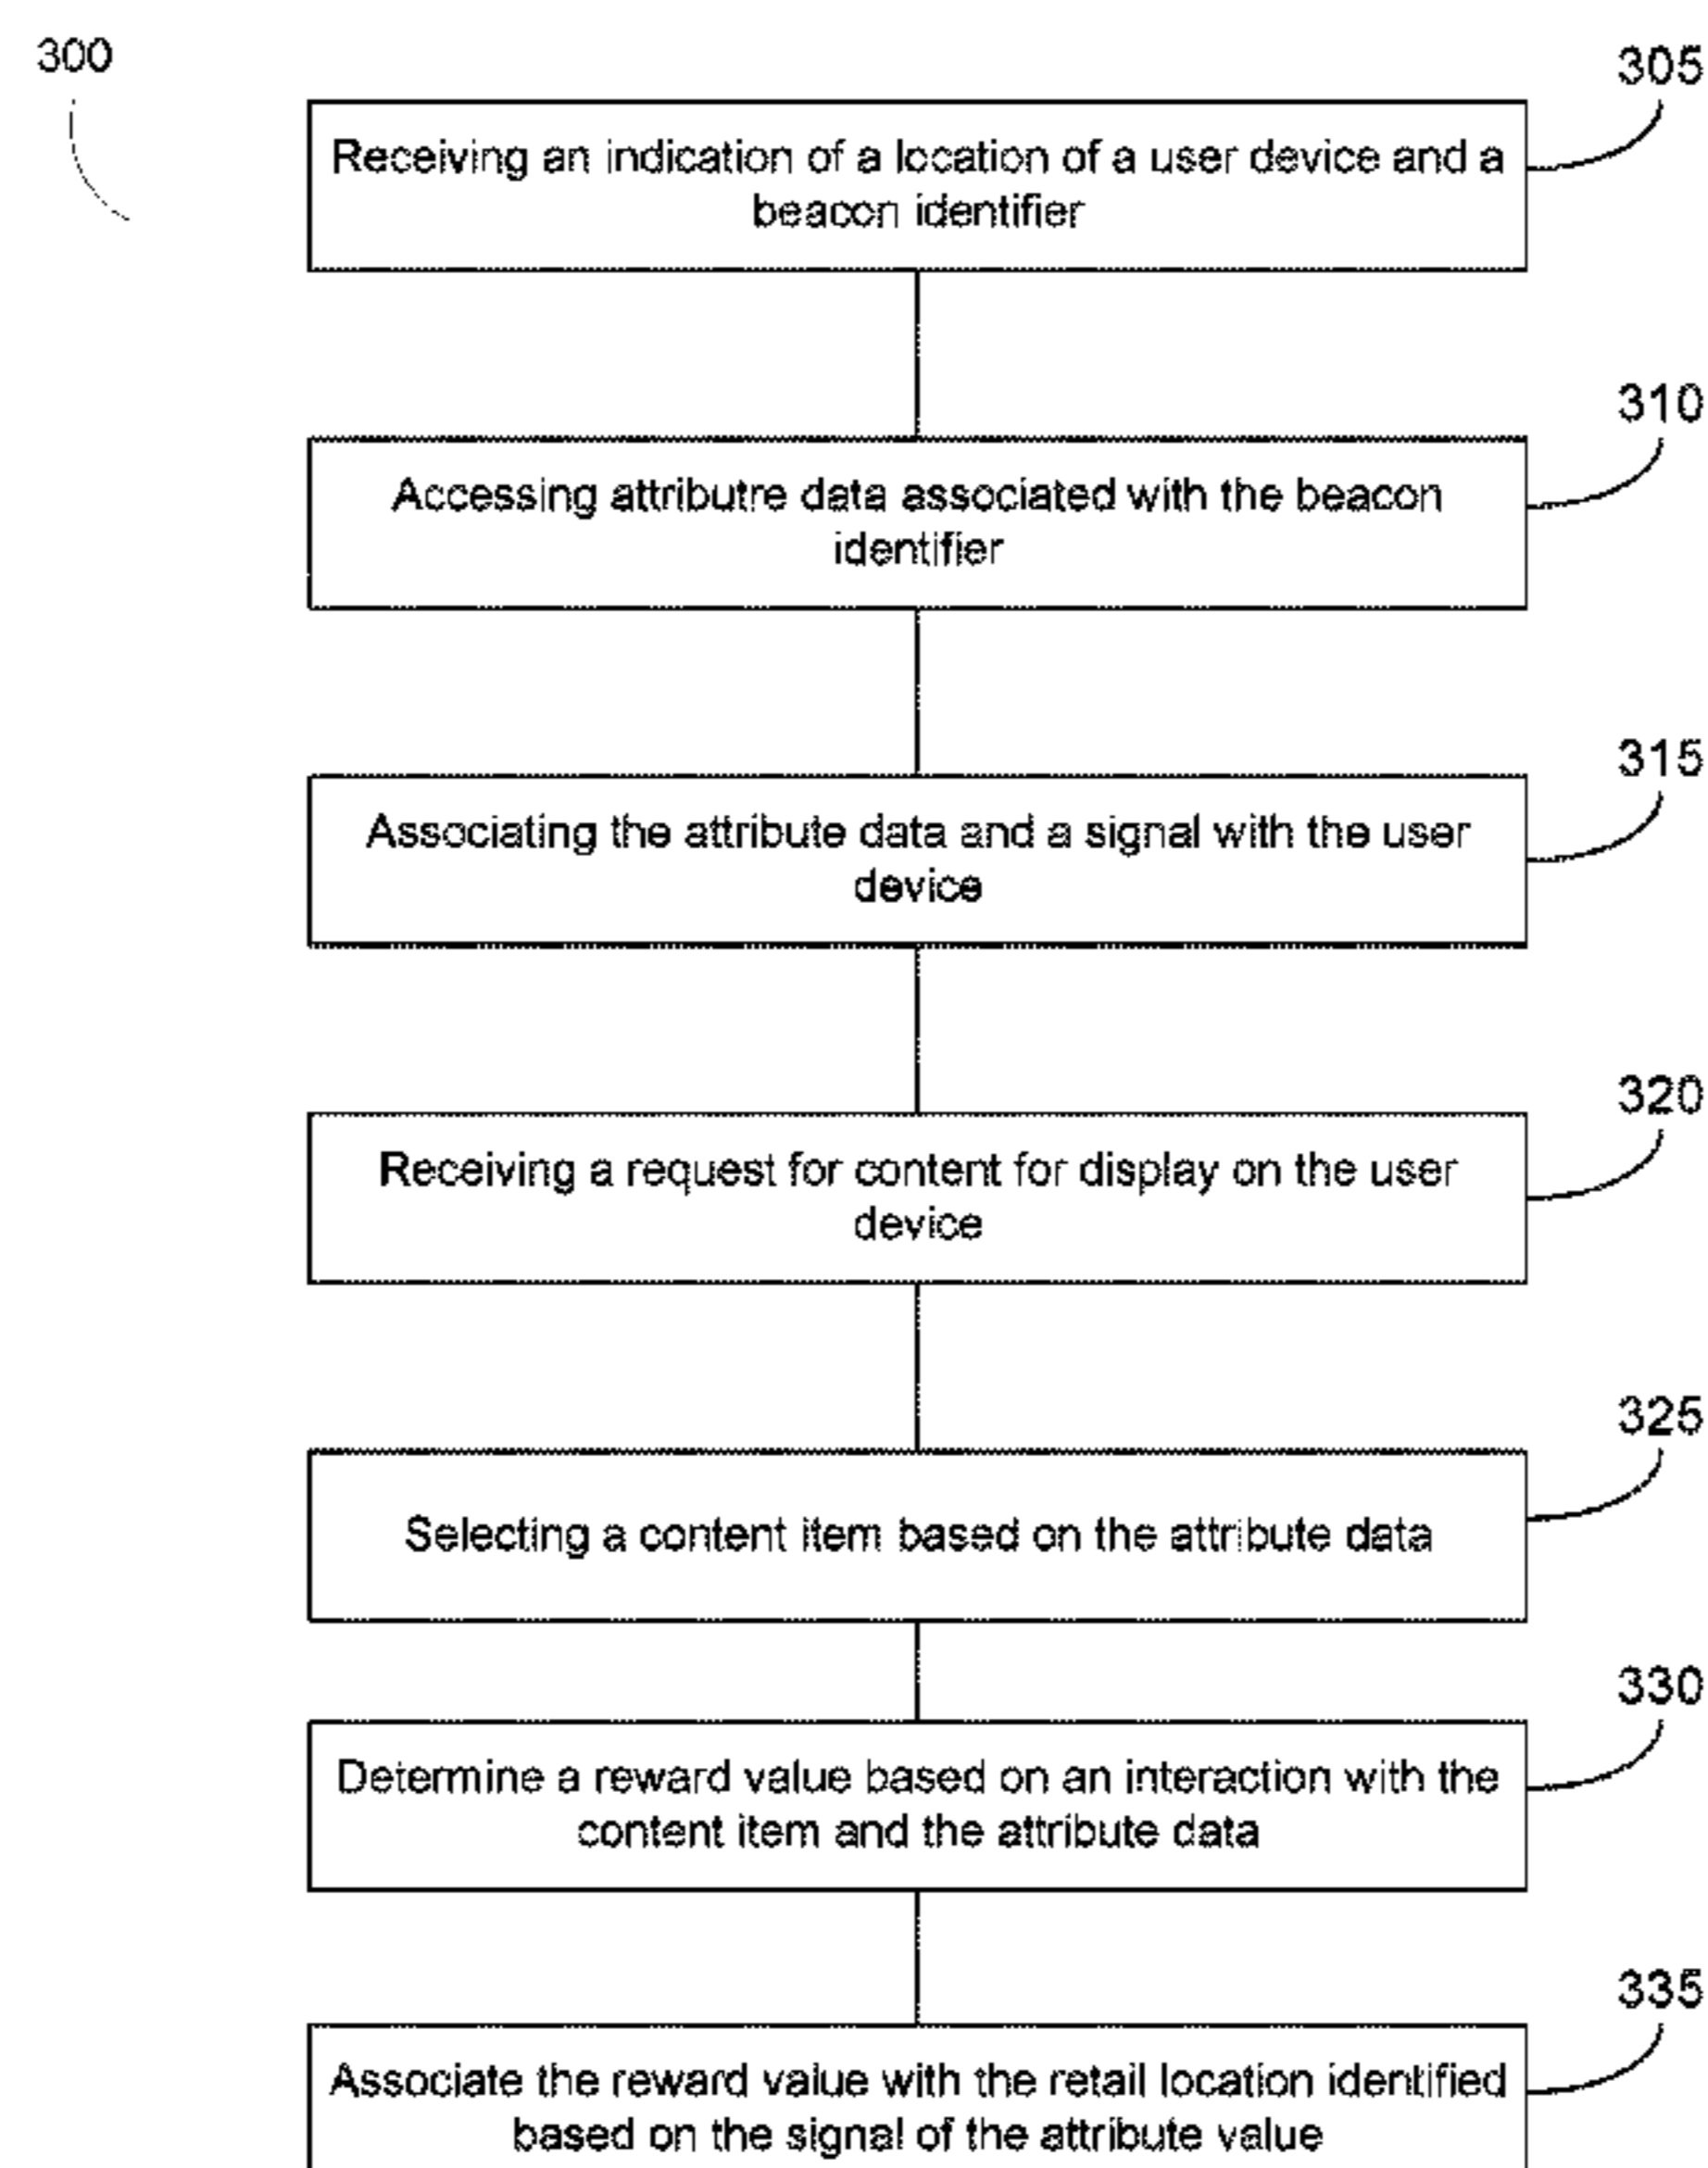 300
305
Receiving an indication of a location of a user device and a
beacon identifier
310
Accessing attributre data associated with the beacon
identifier
315
Associating the attribute data and a signal with the user
device
320
Receiving a request for content for display on the user
device
325
Selecting a content item based on the attribute data
330
Determine a reward value based on an interaction with the
content item and the attribute data
335
Associate the reward value with the retail location identified
based on the signal of the attribute value